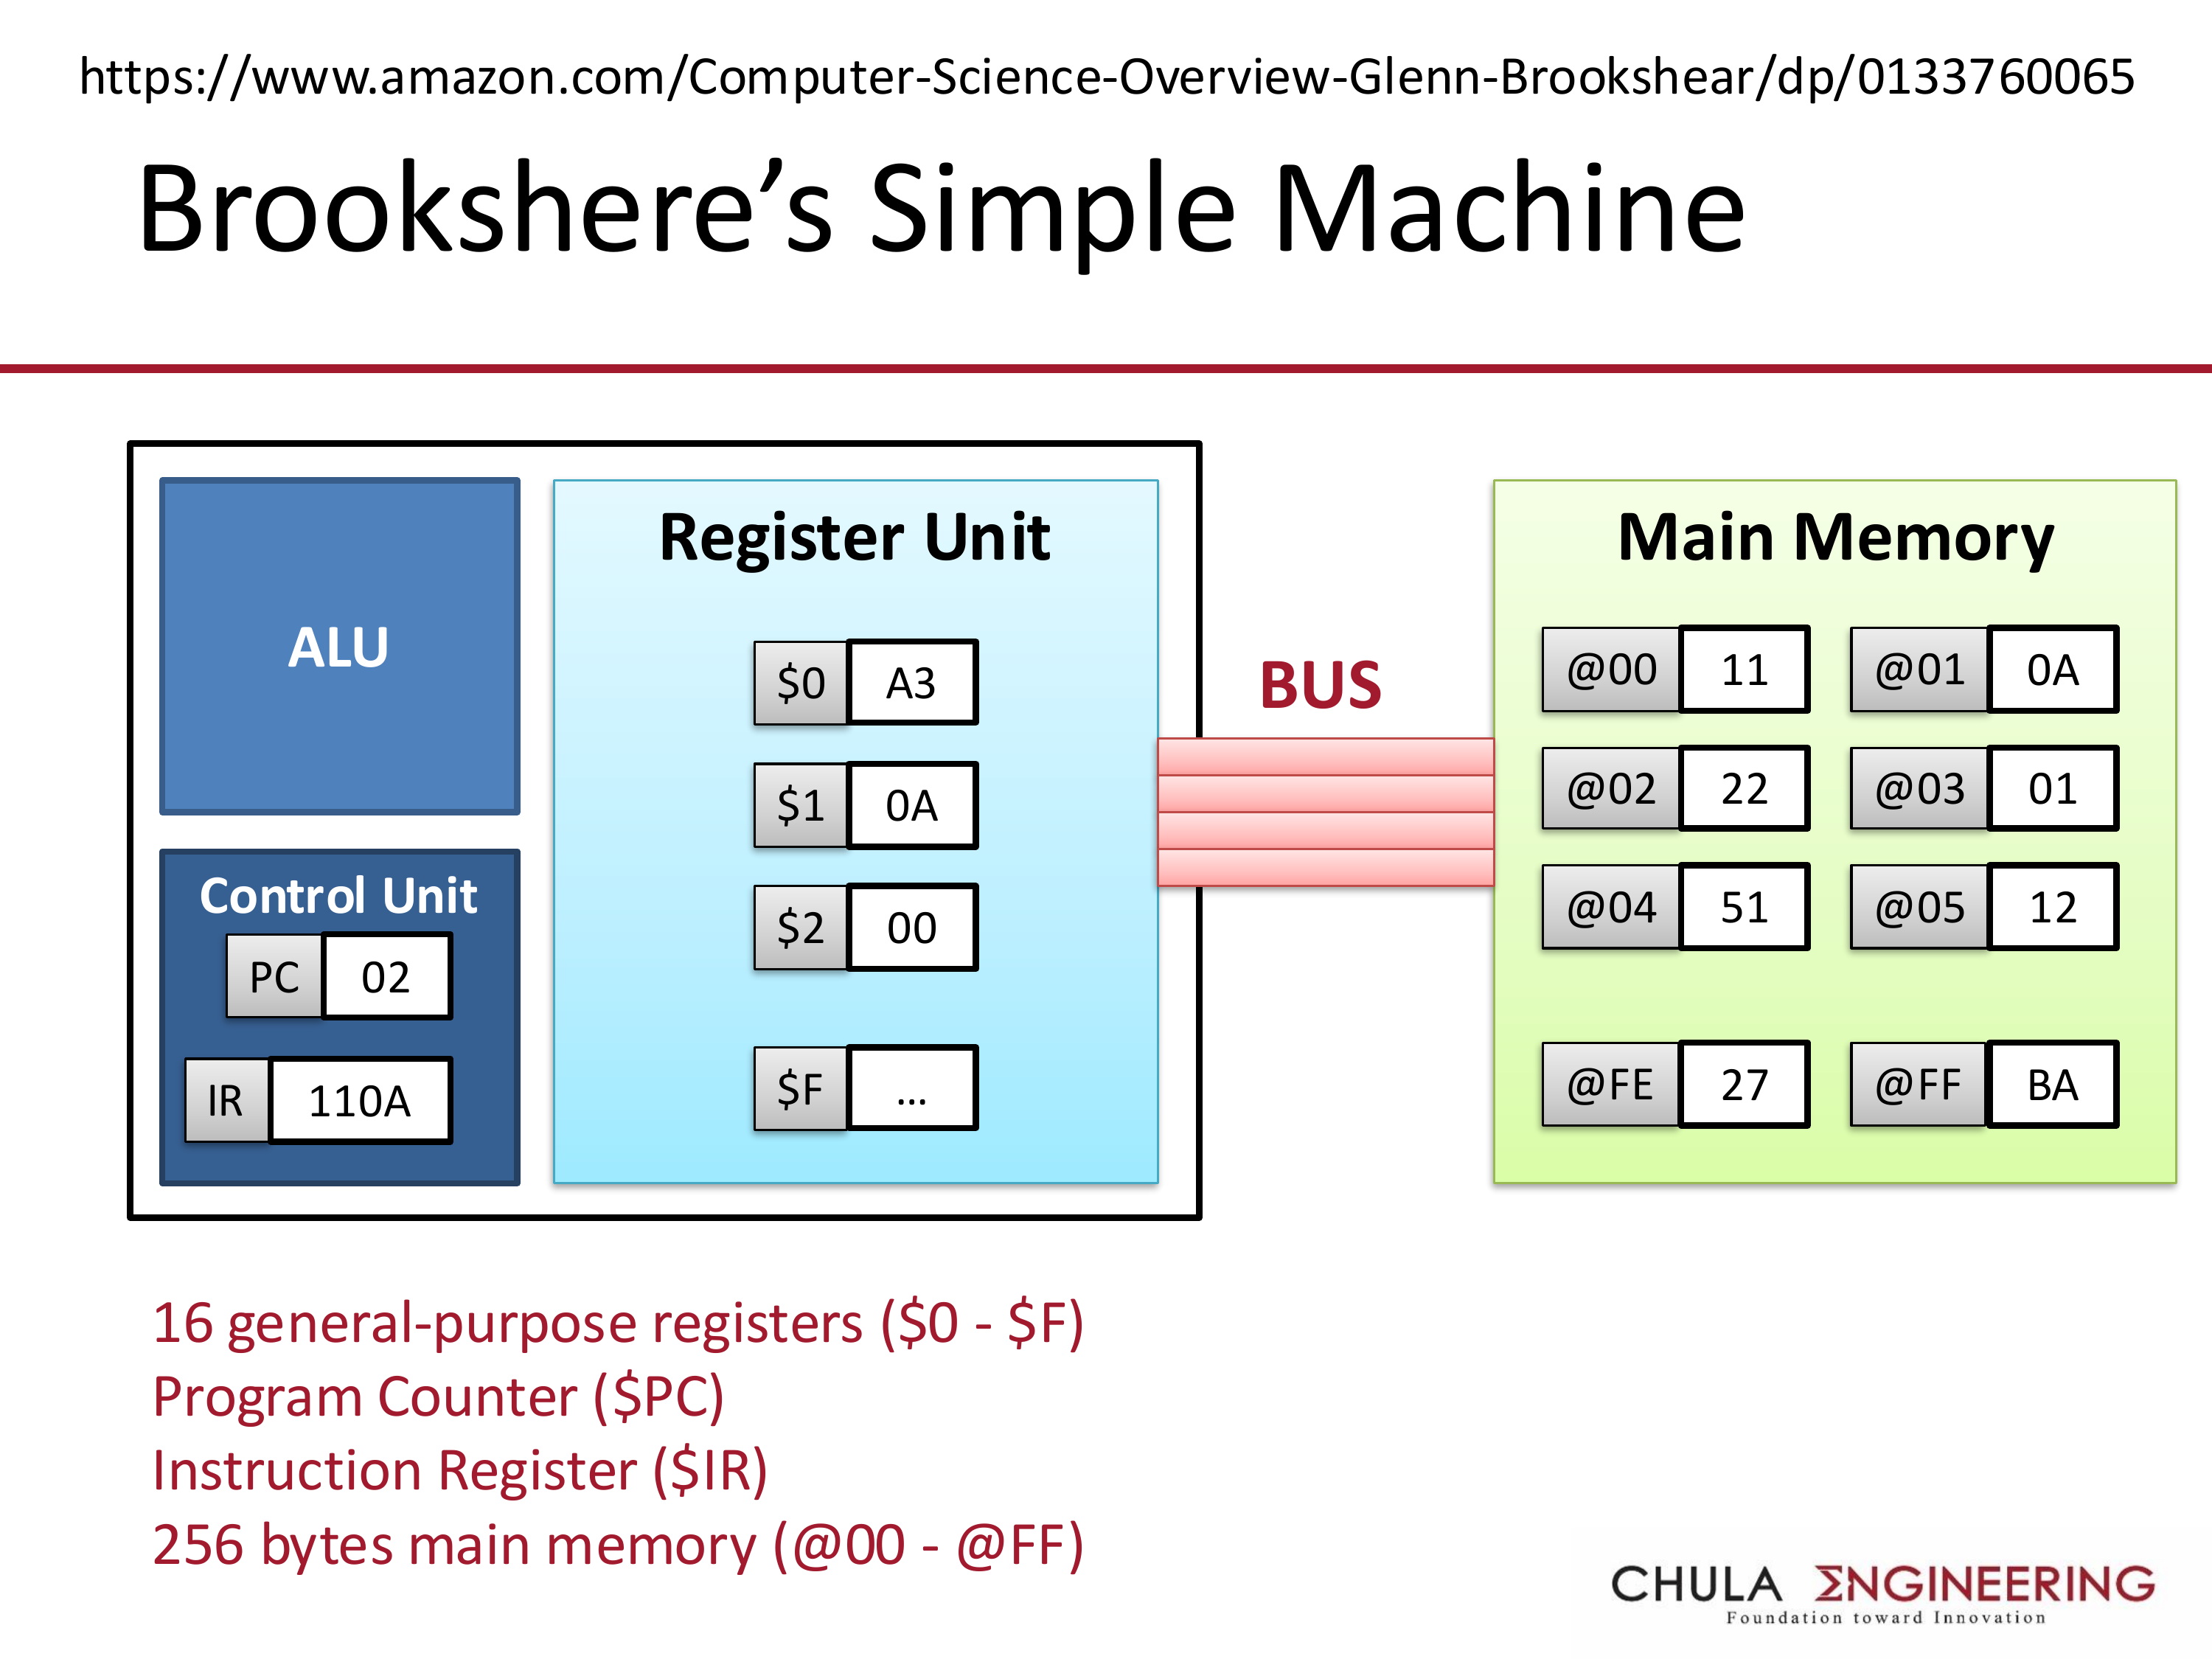 https://www.amazon.com/Computer-Science-Overview-Glenn-Brookshear/dp/0133760065
Brookshere’s Simple Machine
ALU
Control Unit
PC 02
IR 110A
Register Unit
$0 A3
$1 0A
$2 00
$F ...
BUS
Main Memory
@00 11 @01 0A
@02 22 @03 01
@04 51 @05 12
@FE 27 @FF BA
16 general-purpose registers ($0 - $F)
Program Counter ($PC)
Instruction Register ($IR)
256 bytes main memory (@00 - @FF)
CHULA ΣNGINEERING
Foundation toward Innovation